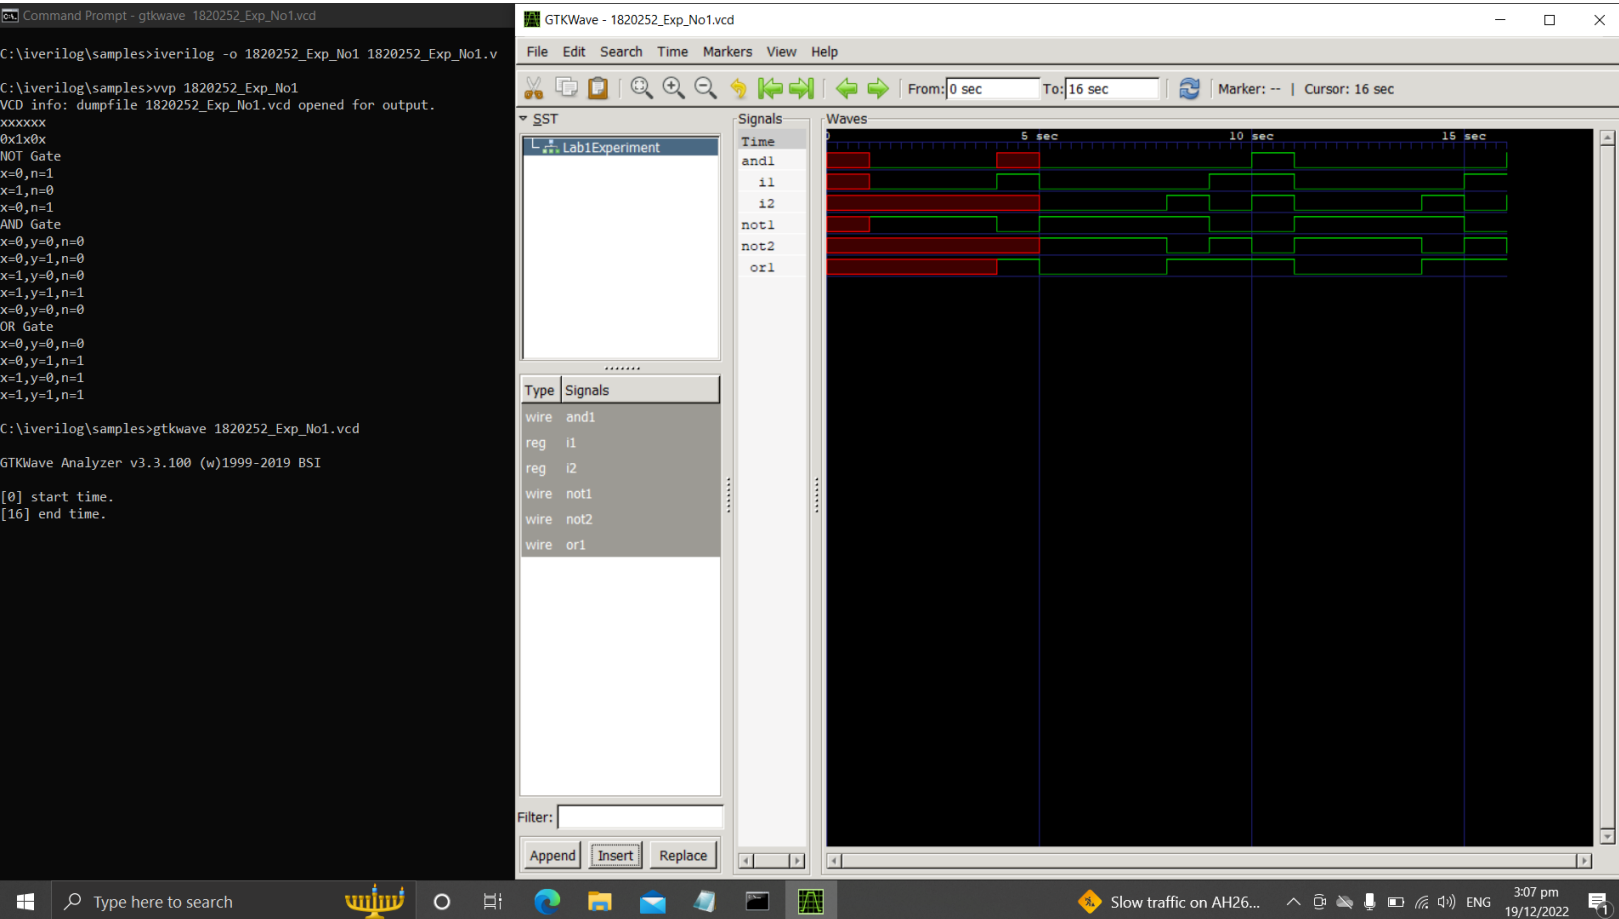 Command Prompt - gtkwave  1820252_Exp_No1.vcd
C:\iverilog\samples>iverilog -o 1820252_Exp_No1 1820252_Exp_No1.v
C:\iverilog\samples>vvp 1820252_Exp_No1
VCD info: dumpfile 1820252_Exp_No1.vcd opened for output.
xxxxxx
0x1x0x
NOT Gate
x=0,n=1
x=1,n=0
x=0,n=1
AND Gate
x=0,y=0,n=0
x=0,y=1,n=0
x=1,y=0,n=0
x=1,y=1,n=1
x=0,y=0,n=0
OR Gate
x=0,y=0,n=0
x=0,y=1,n=1
x=1,y=0,n=1
x=1,y=1,n=1
C:\iverilog\samples>gtkwave 1820252_Exp_No1.vcd
GTKWave Analyzer v3.3.100 (w)1999-2019 BSI
[0] start time.
[16] end time.
GTKWave - 1820252_Exp_No1.vcd
File Edit Search Time Markers View Help
From: 0 sec To: 16 sec Marker: -- | Cursor: 16 sec
SST
Lab1Experiment
Type Signals
wire and1
reg i1
reg i2
wire not1
wire not2
wire or1
Filter:
Append Insert Replace
Signals
Time
and1
i1
i2
not1
not2
or1
Waves
0 5 sec 10 sec 15 sec
Type here to search
Slow traffic on AH26...
ENG
3:07 pm
19/12/2022
1